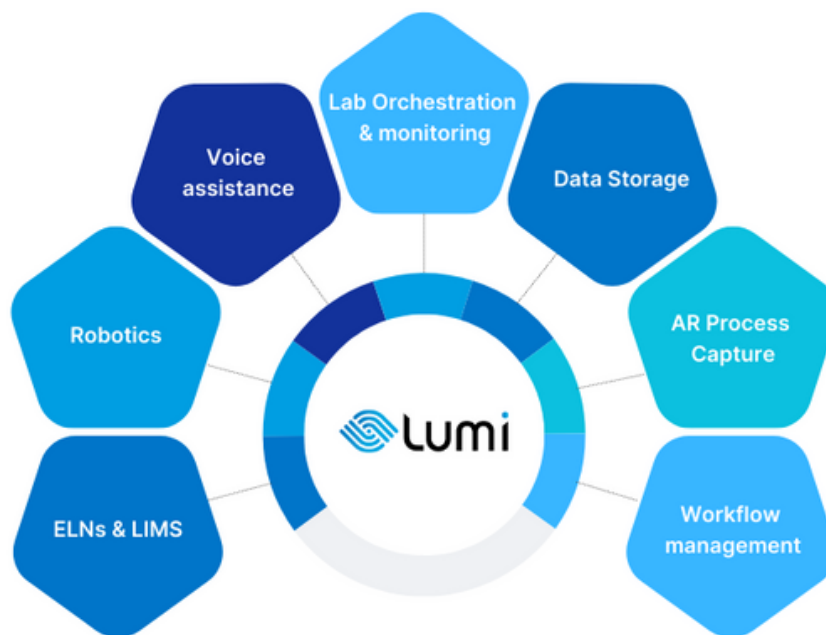 Lab Orchestration
& monitoring
Voice
assistance
Data Storage
Robotics
AR Process
Capture
Lumi
ELNs & LIMS
Workflow
management